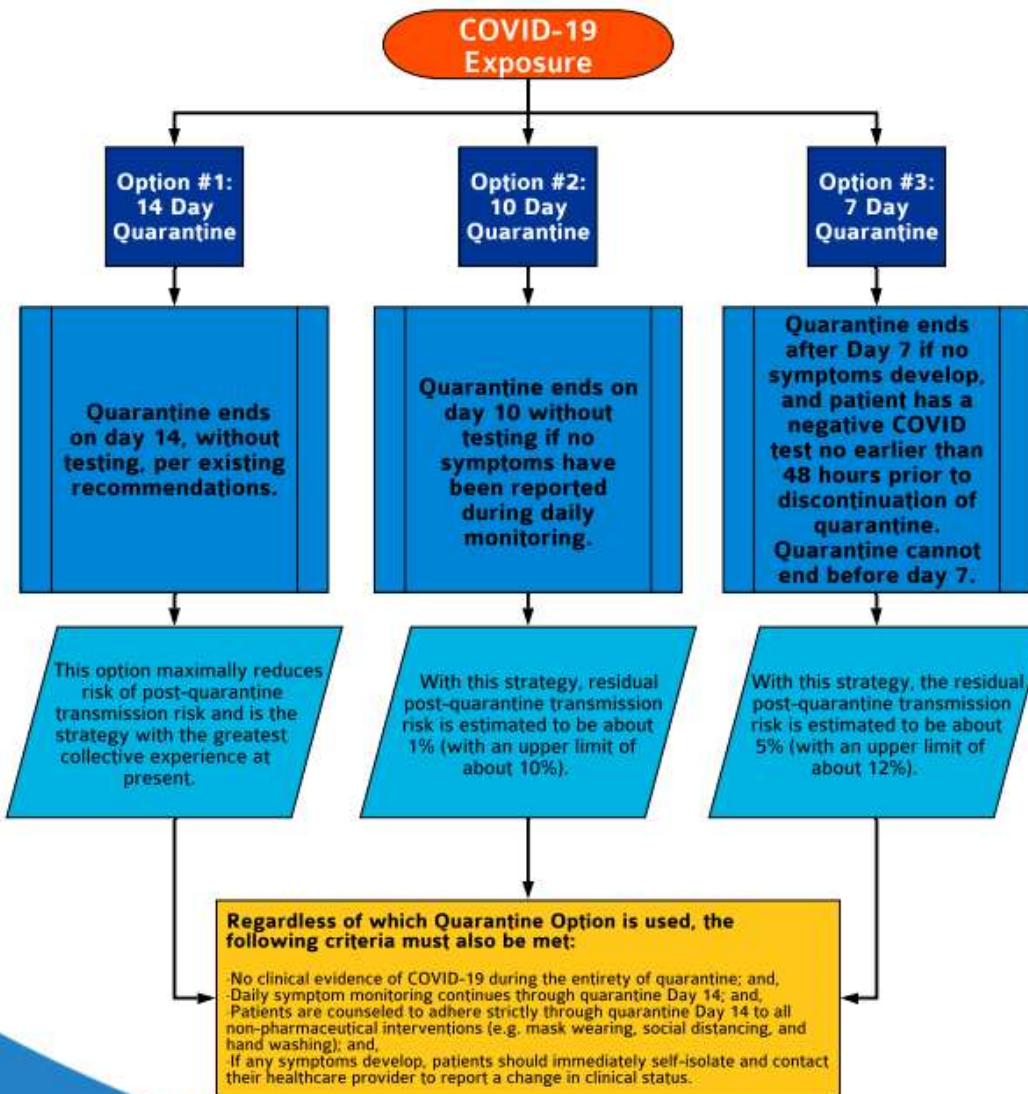 COVID-19
Exposure
Option #1:
14 Day
Quarantine
Option #2:
10 Day
Quarantine
Option #3:
7 Day
Quarantine
Quarantine ends
on day 14, without
testing, per existing
recommendations.
Quarantine ends on
day 10 without
testing if no
symptoms have
been reported
during daily
monitoring.
Quarantine ends
after Day 7 if no
symptoms develop,
and patient has a
negative COVID
test no earlier than
48 hours prior to
discontinuation of
quarantine.
Quarantine cannot
end before day 7.
This option maximally reduces
risk of post-quarantine
transmission risk and is the
strategy with the greatest
collective experience at
present.
With this strategy, residual
post-quarantine transmission
risk is estimated to be about
1% (with an upper limit of
about 10%).
With this strategy, the residual
post-quarantine transmission
risk is estimated to be about
5% (with an upper limit of
about 12%).
Regardless of which Quarantine Option is used, the
following criteria must also be met:
-No clinical evidence of COVID-19 during the entirety of quarantine; and,
-Daily symptom monitoring continues through quarantine Day 14; and,
-Patients are counseled to adhere strictly through quarantine Day 14 to all
non-pharmaceutical interventions (e.g. mask wearing, social distancing, and
hand washing); and,
-If any symptoms develop, patients should immediately self-isolate and contact
their healthcare provider to report a change in clinical status.